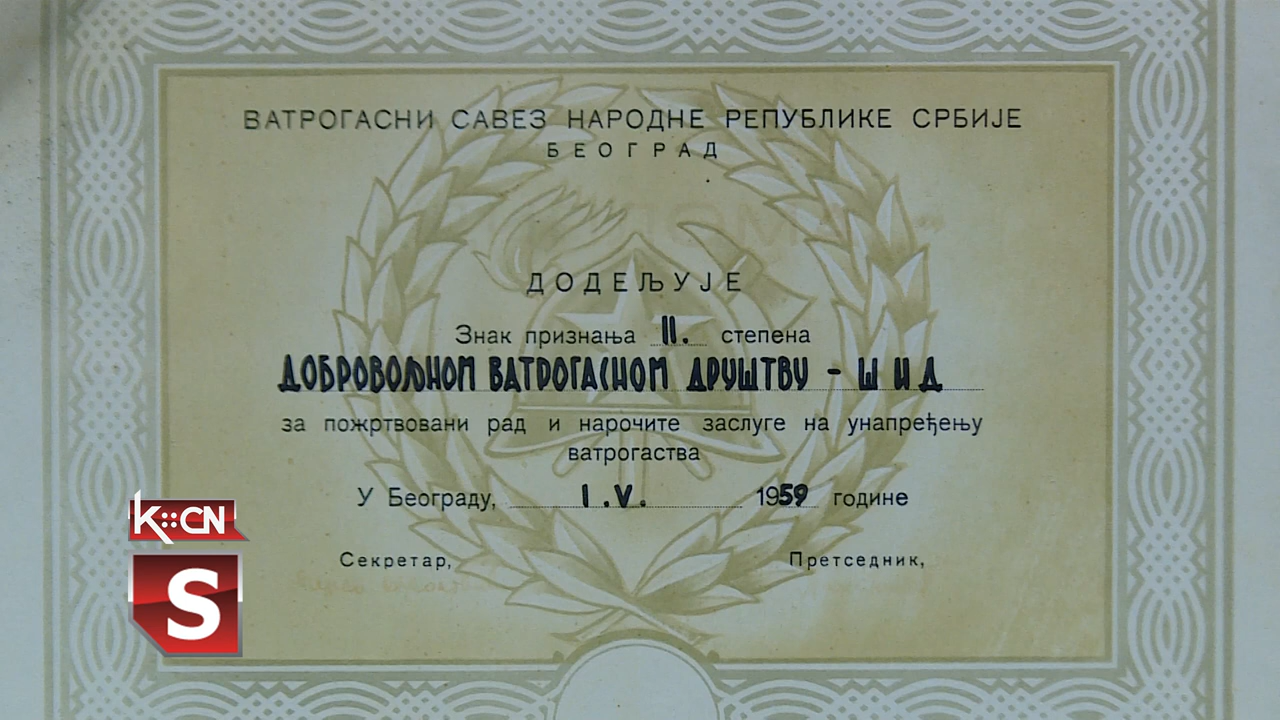 ВАТРОГАСНИ САВЕЗ НАРОДНЕ РЕПУБЛИКЕ СРБИЈЕ
БЕОГРАД
ДОДЕЉУЈЕ
Знак признања II. степена
ДОБРОВОЉНОМ ВАТРОГАСНОМ ДРУШТВУ - ШИД
за пожртвовани рад и нарочите заслуге на унапређењу
ватрогаства
У Београду, I.V. 1959 године
Секретар, Претседник,
K::CN
S